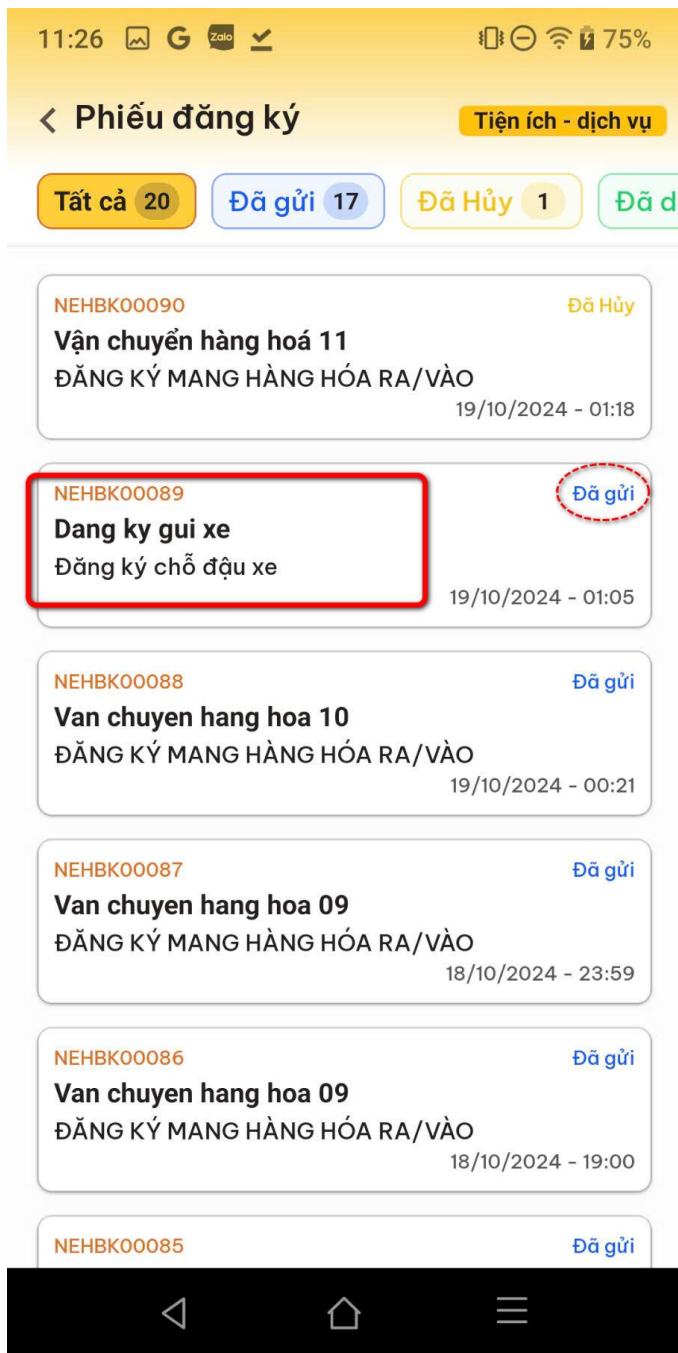 11:26 G Zalo 75%
Phiếu đăng ký
Tiện ích - dịch vụ
Tất cả 20 Đã gửi 17 Đã Hủy 1 Đã d
NEHBK00090 Đã Hủy
Vận chuyển hàng hoá 11
ĐĂNG KÝ MANG HÀNG HÓA RA/VÀO
19/10/2024 - 01:18
NEHBK00089 Đã gửi
Dang ky gui xe
Đăng ký chỗ đậu xe
19/10/2024 - 01:05
NEHBK00088 Đã gửi
Van chuyen hang hoa 10
ĐĂNG KÝ MANG HÀNG HÓA RA/VÀO
19/10/2024 - 00:21
NEHBK00087 Đã gửi
Van chuyen hang hoa 09
ĐĂNG KÝ MANG HÀNG HÓA RA/VÀO
18/10/2024 - 23:59
NEHBK00086 Đã gửi
Van chuyen hang hoa 09
ĐĂNG KÝ MANG HÀNG HÓA RA/VÀO
18/10/2024 - 19:00
NEHBK00085 Đã gửi